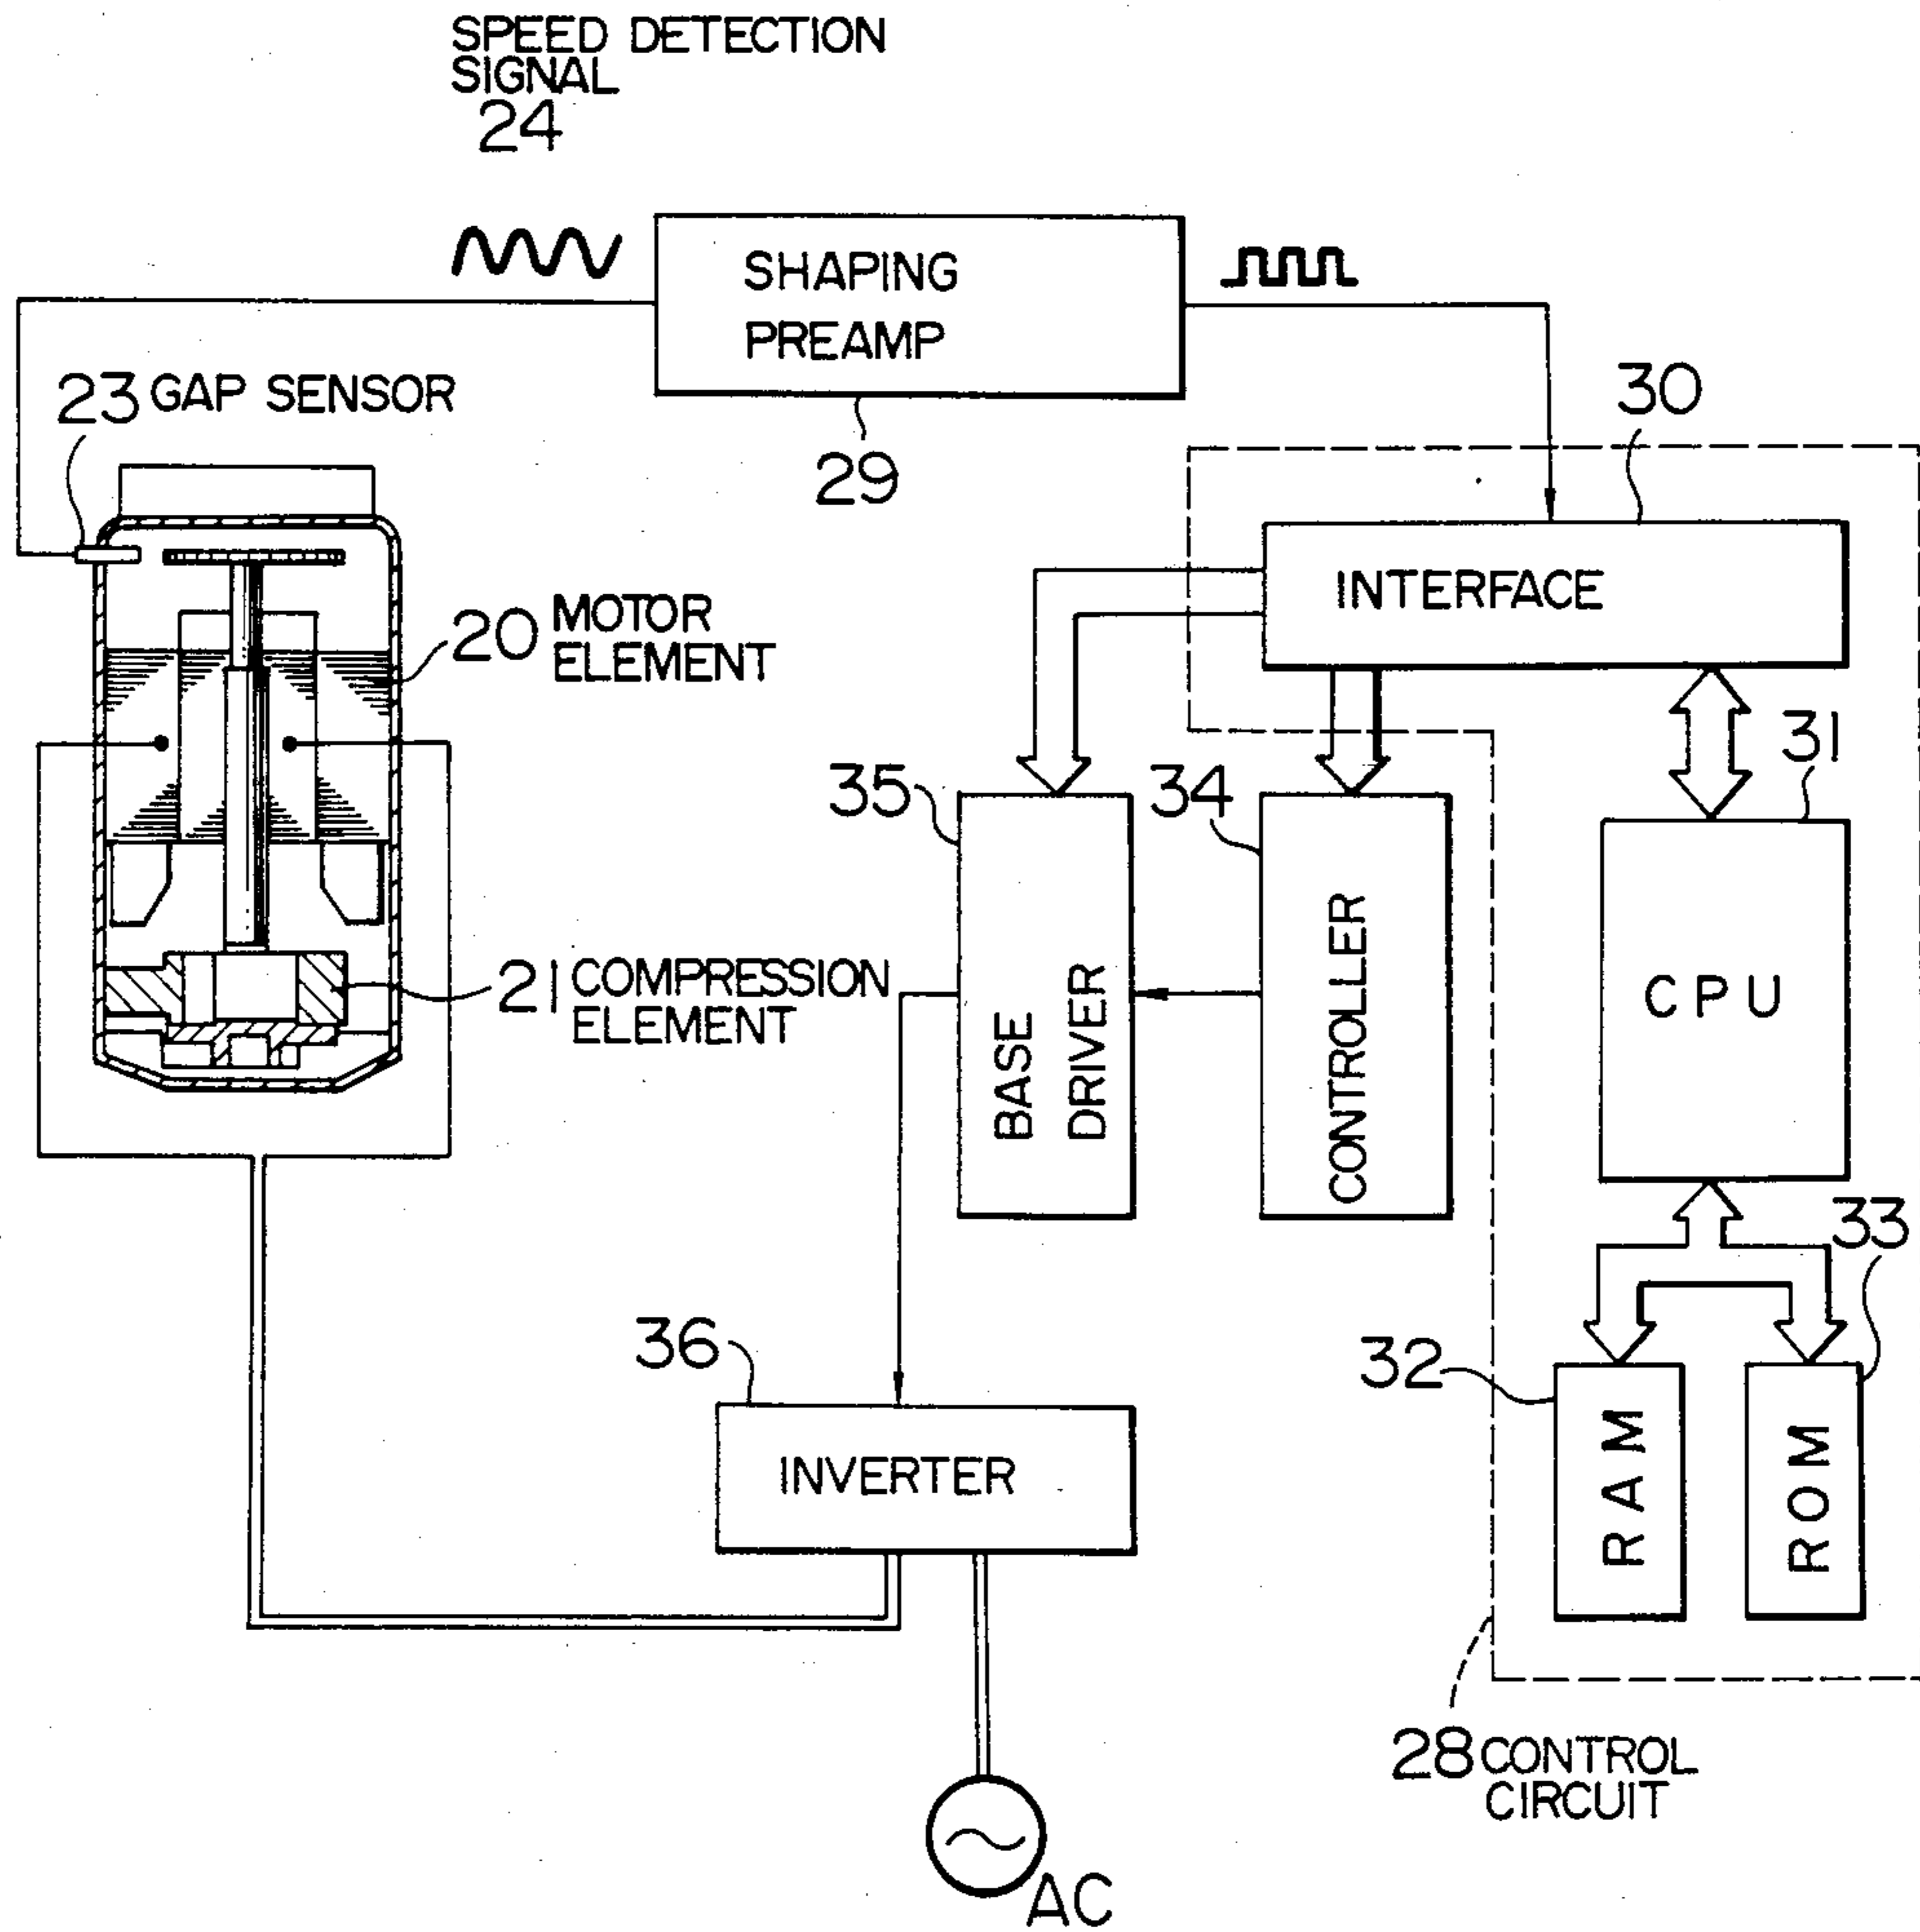 SPEED DETECTION
SIGNAL
24
SHAPING
PREAMP
23 GAP SENSOR
29
30
INTERFACE
20 MOTOR
ELEMENT
31
35
34
CPU
21 COMPRESSION
ELEMENT
BASE
DRIVER
CONTROLLER
33
36
32
INVERTER
RAM
ROM
28 CONTROL
CIRCUIT
AC